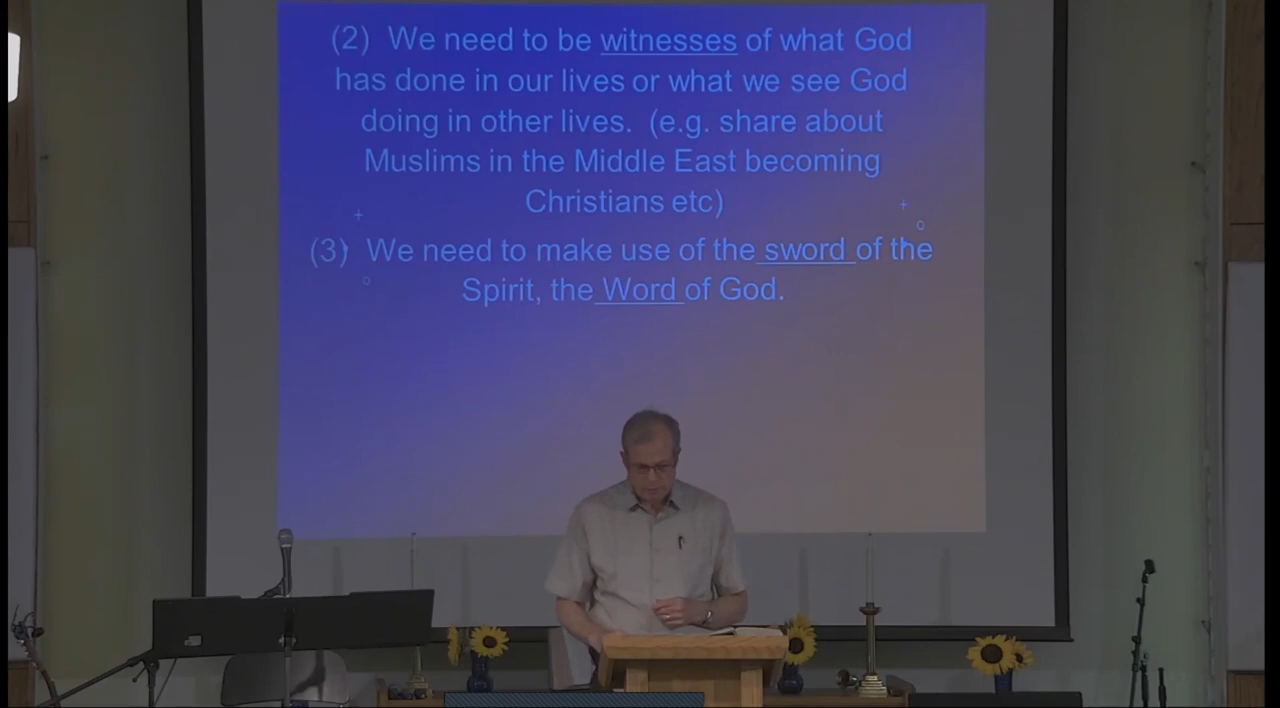 (2) We need to be witnesses of what God
has done in our lives or what we see God
doing in other lives. (e.g. share about
Muslims in the Middle East becoming
Christians etc)
(3) We need to make use of the sword of the
Spirit, the Word of God.